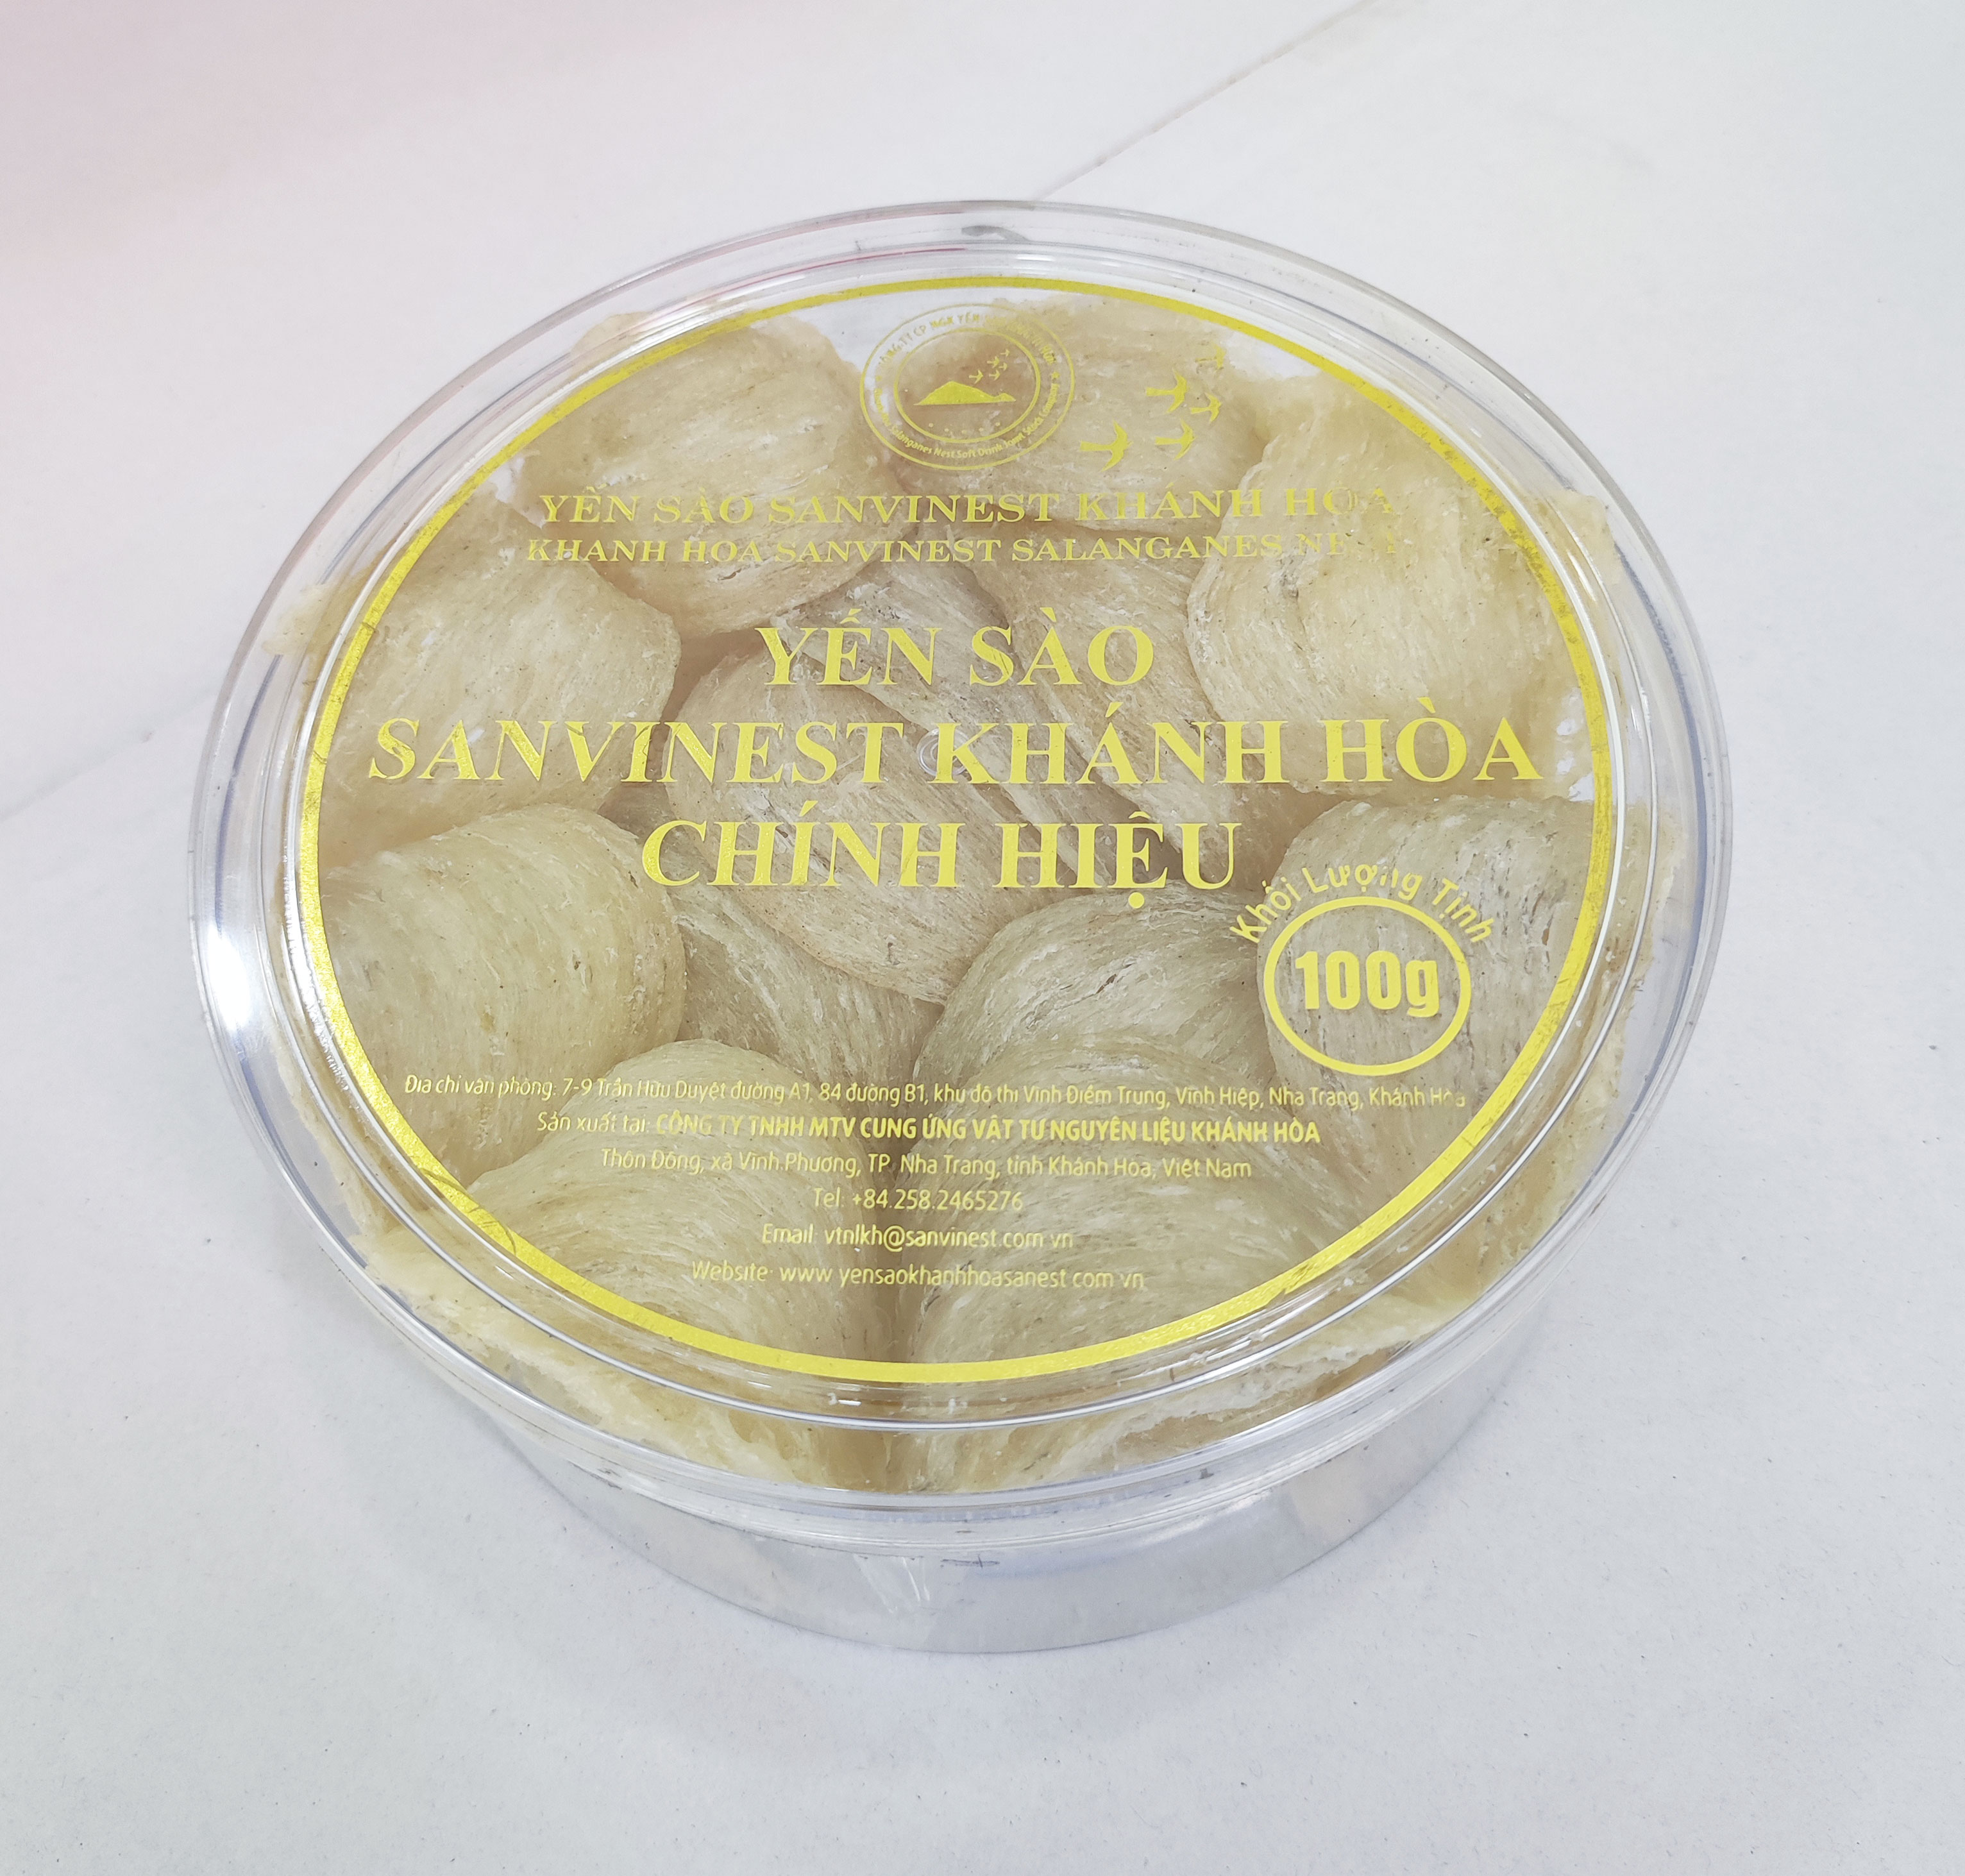 YẾN SÀO SANVINEST KHÁNH HÒA
KHANH HOA SANVINEST SALANGANES NEST
YẾN SÀO
SANVINEST KHÁNH HÒA
CHÍNH HIỆU
Khối Lượng Tịnh
100g
Địa chỉ văn phòng: 7-9 Trần Hữu Duyệt đường A1, 84 đường B1, khu đô thị Vĩnh Điềm Trung, Vĩnh Hiệp, Nha Trang, Khánh Hòa
Sản xuất tại: CÔNG TY TNHH MTV CUNG ỨNG VẬT TƯ NGUYÊN LIỆU KHÁNH HÒA
Thôn Đông, xã Vĩnh Phương, TP. Nha Trang, tỉnh Khánh Hòa, Việt Nam
Tel: +84.258.2465276
Email: vtnlkh@sanvinest.com.vn
Website: www.yensaokhanhhoasanest.com.vn